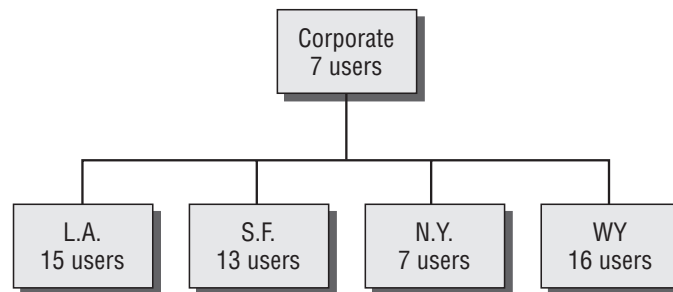 Corporate
7 users
L.A.
15 users
S.F.
13 users
N.Y.
7 users
WY
16 users